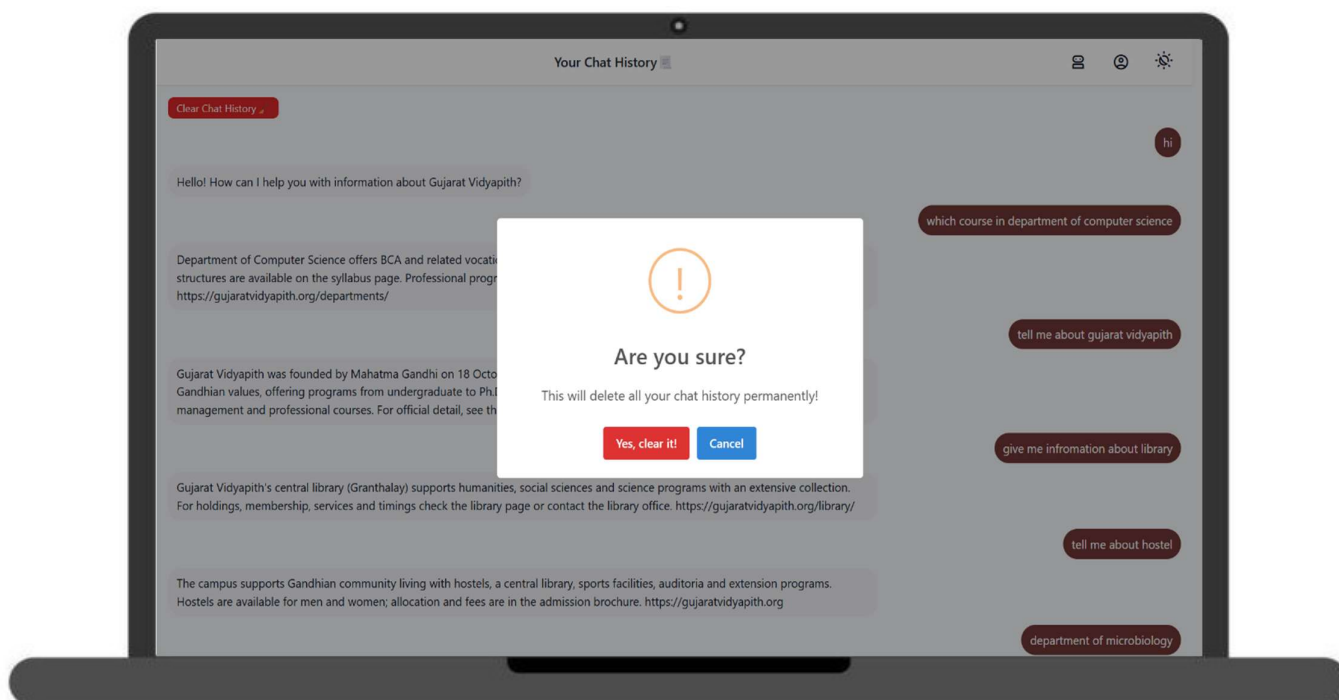 Your Chat History
Clear Chat History
hi
Hello! How can I help you with information about Gujarat Vidyapith?
which course in department of computer science
Department of Computer Science offers BCA and related
structures are available on the syllabus page. Professional
https://gujaratvidyapith.org/departments/
tell me about gujarat vidyapith
Gujarat Vidyapith was founded by Mahatma Gandhi on 18
Gandhian values, offering programs from undergraduate to
management and professional courses. For official detail, see
give me infromation about library
Gujarat Vidyapith's central library (Granthalay) supports humanities, social sciences and science programs with an extensive collection.
For holdings, membership, services and timings check the library page or contact the library office. https://gujaratvidyapith.org/library/
tell me about hostel
The campus supports Gandhian community living with hostels, a central library, sports facilities, auditoria and extension programs.
Hostels are available for men and women; allocation and fees are in the admission brochure. https://gujaratvidyapith.org
department of microbiology
!
Are you sure?
This will delete all your chat history permanently!
Yes, clear it!
Cancel